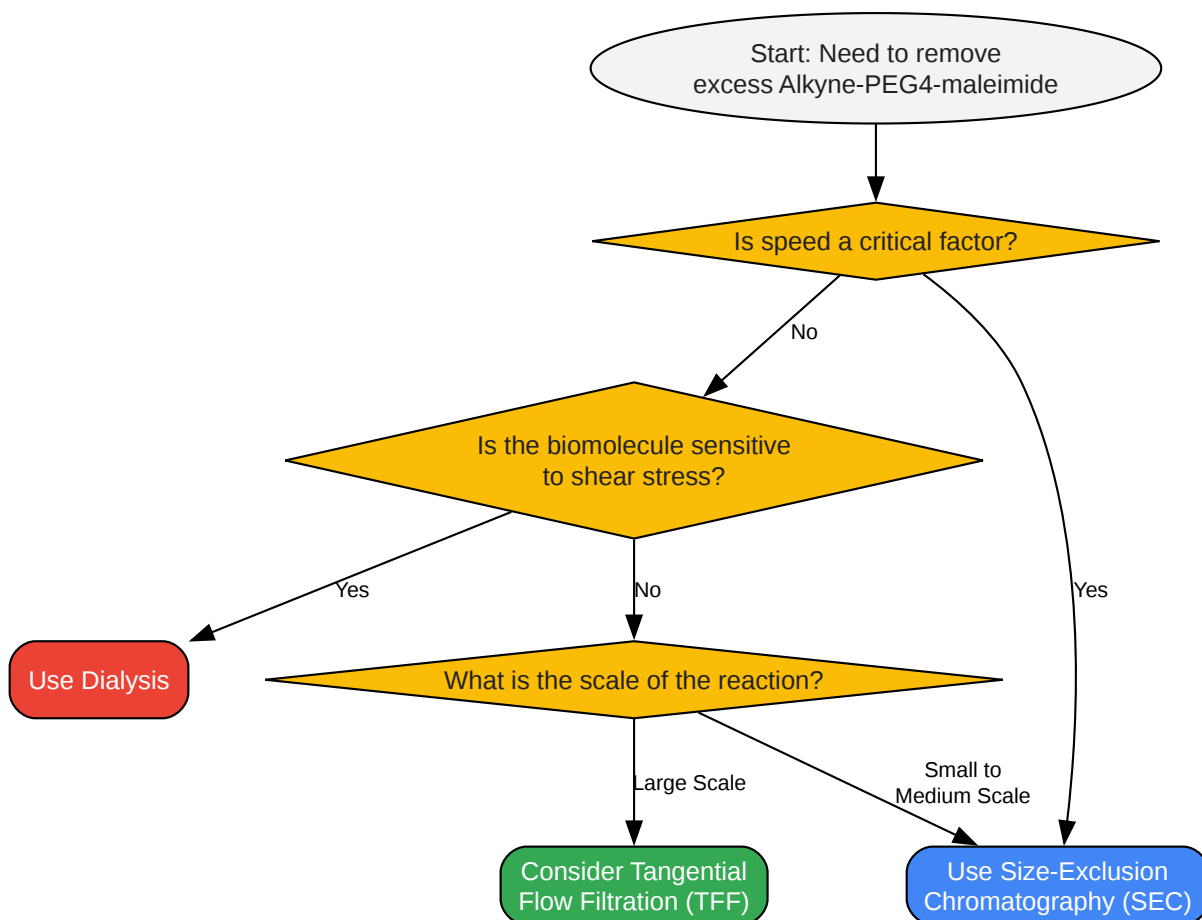 Start: Need to remove
excess Alkyne-PEG4-maleimide
Is speed a critical factor?
No
Is the biomolecule sensitive
to shear stress?
Yes
No
Yes
Use Dialysis
What is the scale of the reaction?
Large Scale
Small to
Medium Scale
Consider Tangential
Flow Filtration (TFF)
Use Size-Exclusion
Chromatography (SEC)